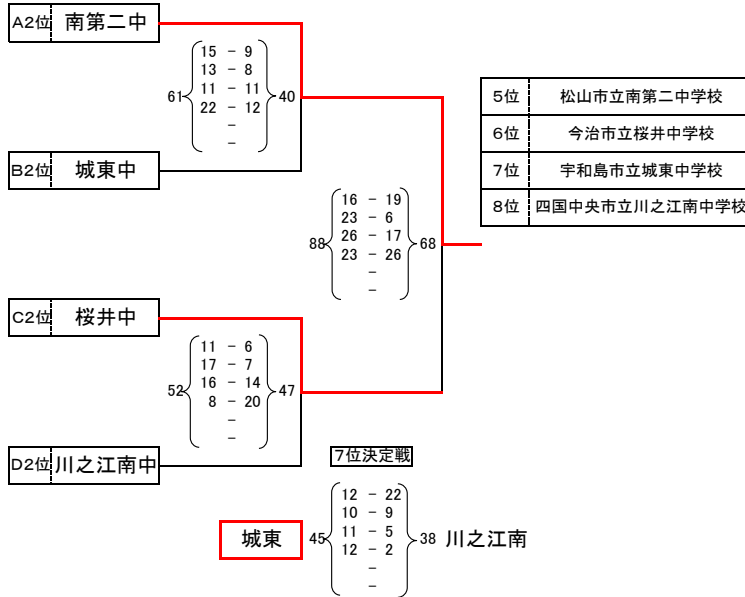 A2位 南第二中
61 15 - 9 40
13 - 8
11 - 11
22 - 12
-
-
B2位 城東中
88 16 - 19 68
23 - 6
26 - 17
23 - 26
-
-
C2位 桜井中
52 11 - 6 47
17 - 7
16 - 14
8 - 20
-
-
D2位 川之江南中
5位 松山市立南第二中学校
6位 今治市立桜井中学校
7位 宇和島市立城東中学校
8位 四国中央市立川之江南中学校
7位決定戦
城東 45 12 - 22 38 川之江南
10 - 9
11 - 5
12 - 2
-
-